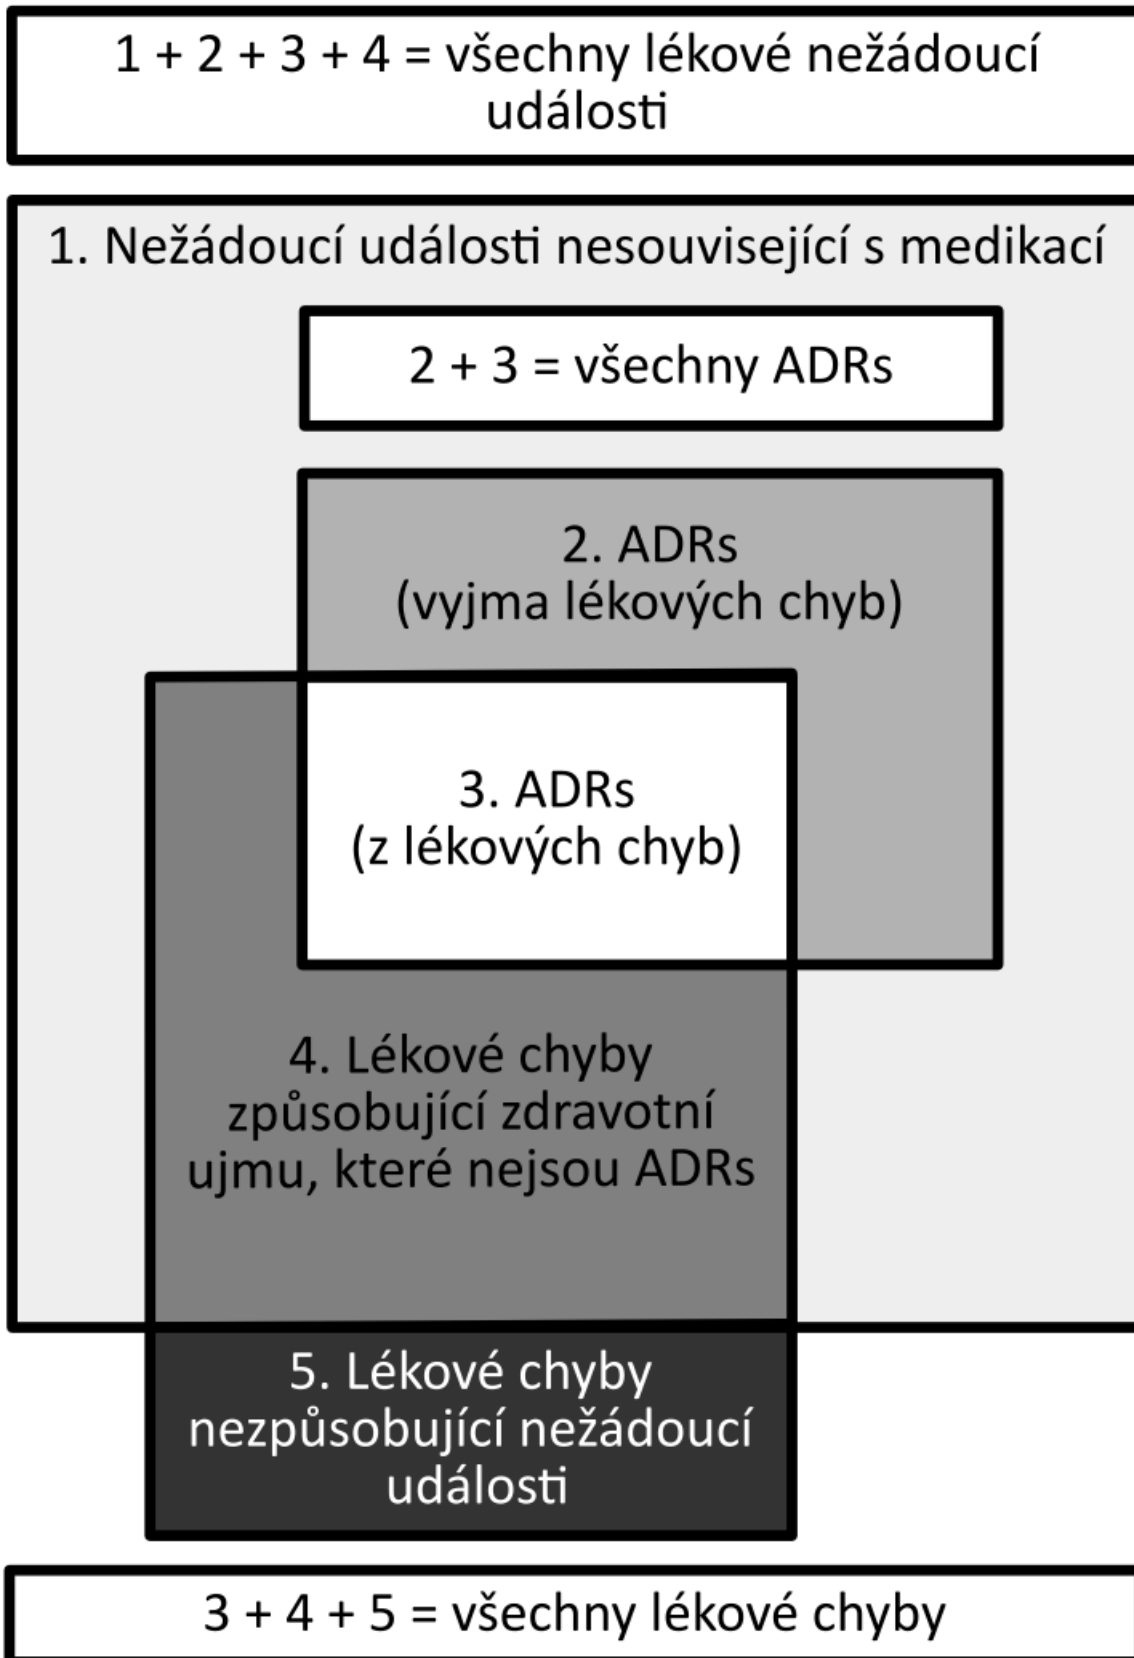 1 + 2 + 3 + 4 = všechny lékové nežádoucí
události
1. Nežádoucí události nesouvisející s medikací
2 + 3 = všechny ADRs
2. ADRs
(vyjma lékových chyb)
3. ADRs
(z lékových chyb)
4. Lékové chyby
způsobující zdravotní
ujmu, které nejsou ADRs
5. Lékové chyby
nezpůsobující nežádoucí
události
3 + 4 + 5 = všechny lékové chyby